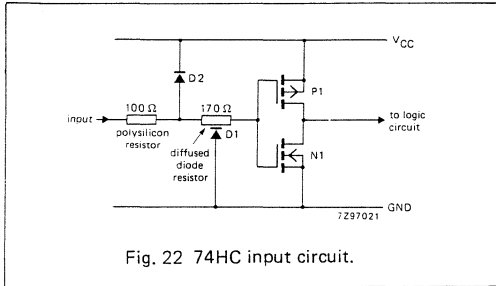 VCC
D2
P1
100 Ω
170 Ω
input
to logic
circuit
polysilicon
resistor
D1
diffused
diode
resistor
N1
GND
7Z97021
Fig. 22 74HC input circuit.